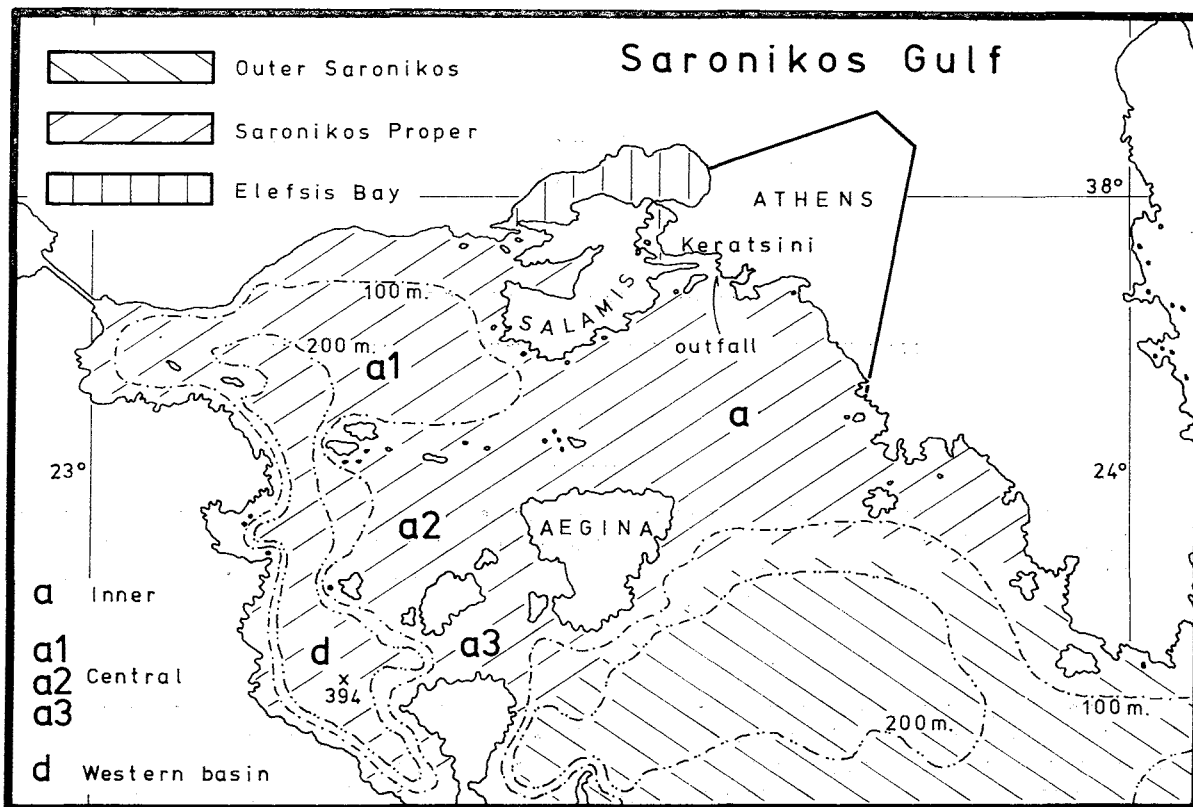 Saronikos Gulf
Outer Saronikos
Saronikos Proper
Elefsis Bay
ATHENS
38°
Keratsini
100 m.
SALAMIS
200 m.
a1
outfall
a
23°
24°
a2
AEGINA
a Inner
a1
a2 Central
a3
d Western basin
d
a3
394
100 m.
200 m.